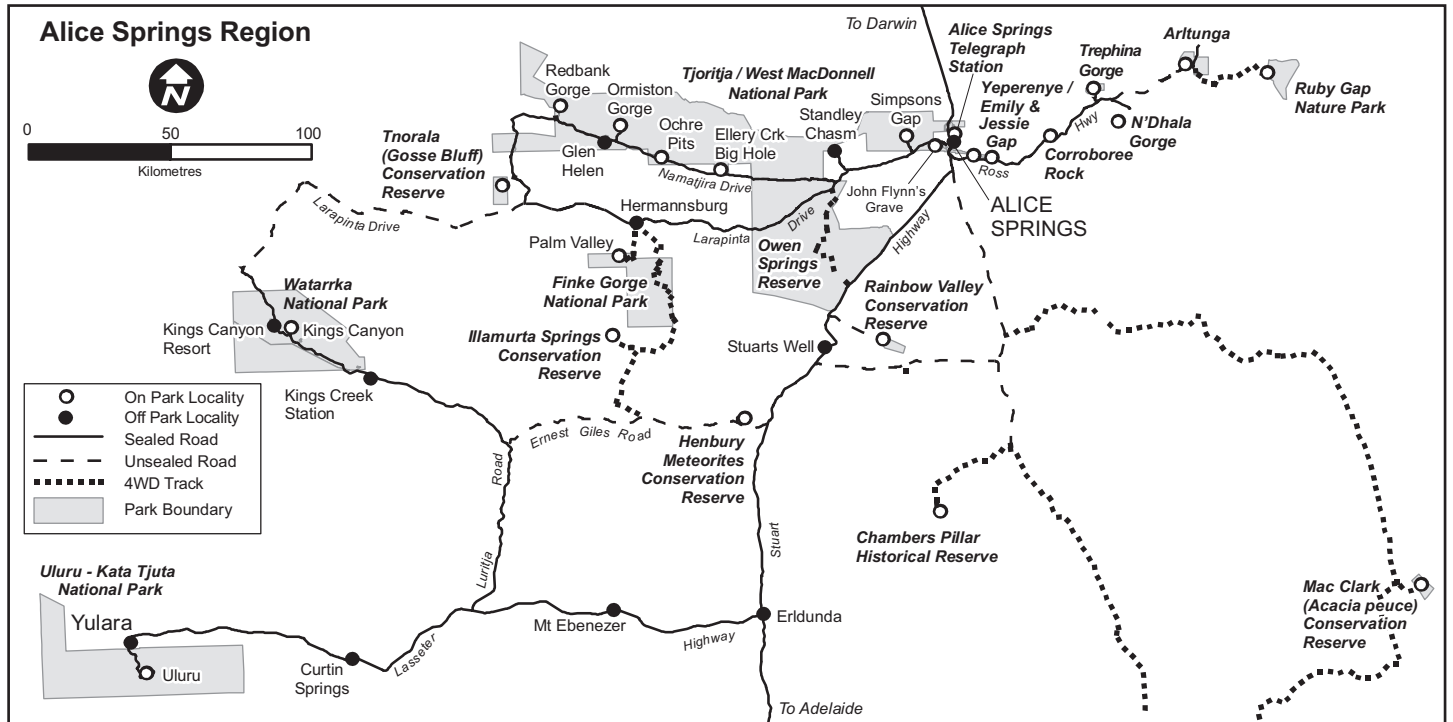 Alice Springs Region
N
0
50
100
Kilometres
To Darwin
Alice Springs
Telegraph
Station
Trephina
Gorge
Arltunga
Ruby Gap
Nature Park
Yeperenye /
Emily &
Jessie
Gap
N'Dhala
Gorge
Corroboree
Rock
Ross
Hwy
Redbank
Gorge
Ormiston
Gorge
Tjoritja / West MacDonnell
National Park
Standley
Chasm
Simpsons
Gap
Ochre
Pits
Ellery Crk
Big Hole
Glen
Helen
Namatjira Drive
Tnorala
(Gosse Bluff)
Conservation
Reserve
John Flynn's
Grave
ALICE
SPRINGS
Larapinta Drive
Hermannsburg
Larapinta
Drive
Highway
Palm Valley
Owen
Springs
Reserve
Finke Gorge
National Park
Rainbow Valley
Conservation
Reserve
Watarrka
National Park
Kings Canyon
Resort
Kings Canyon
Illamurta Springs
Conservation
Reserve
Stuarts Well
Kings Creek
Station
On Park Locality
Off Park Locality
Sealed Road
Unsealed Road
4WD Track
Park Boundary
Ernest Giles Road
Henbury
Meteorites
Conservation
Reserve
Road
Luritja
Stuart
Chambers Pillar
Historical Reserve
Mac Clark
(Acacia peuce)
Conservation
Reserve
Uluru - Kata Tjuta
National Park
Yulara
Uluru
Curtin
Springs
Lasseter
Mt Ebenezer
Highway
Erldunda
To Adelaide